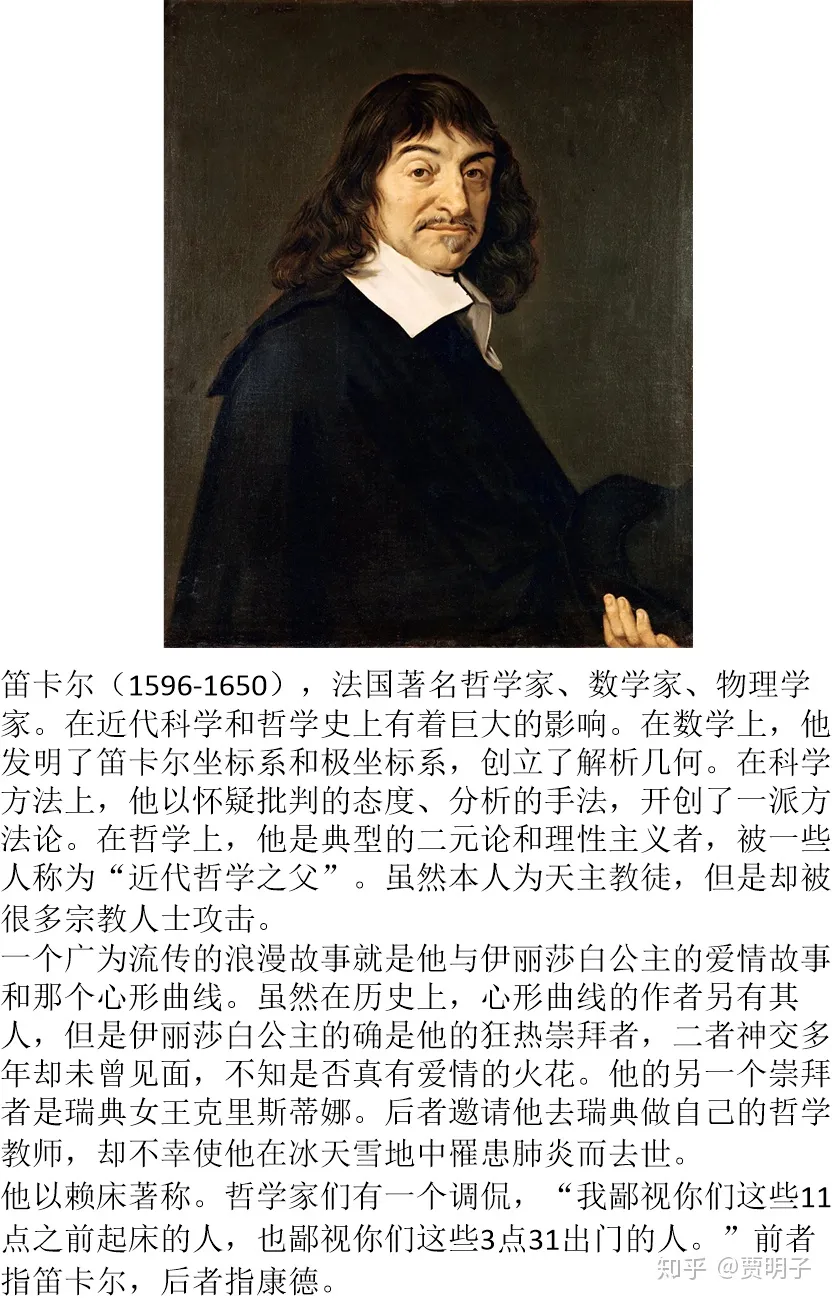 笛卡尔（1596-1650），法国著名哲学家、数学家、物理学
家。在近代科学和哲学史上有着巨大的影响。在数学上，他
发明了笛卡尔坐标系和极坐标系，创立了解析几何。在科学
方法上，他以怀疑批判的态度、分析的手法，开创了一派方
法论。在哲学上，他是典型的二元论和理性主义者，被一些
人称为“近代哲学之父”。虽然本人为天主教徒，但是却被
很多宗教人士攻击。
一个广为流传的浪漫故事就是他与伊丽莎白公主的爱情故事
和那个心形曲线。虽然在历史上，心形曲线的作者另有其
人，但是伊丽莎白公主的确是他的狂热崇拜者，二者神交多
年却未曾见面，不知是否真有爱情的火花。他的另一个崇拜
者是瑞典女王克里斯蒂娜。后者邀请他去瑞典做自己的哲学
教师，却不幸使他在冰天雪地中罹患肺炎而去世。
他以赖床著称。哲学家们有一个调侃，“我鄙视你们这些11
点之前起床的人，也鄙视你们这些3点31出门的人。”前者
指笛卡尔，后者指康德。
知乎 @贾明子